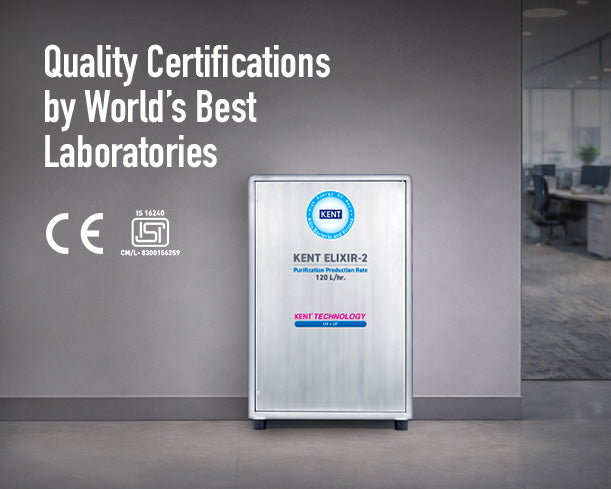 Quality Certifications
by World's Best
Laboratories
CE
IS 16240
ISI
CM/L- 8300156259
KENT
KENT ELIXIR-2
Purification Production Rate
120 L/hr.
KENT TECHNOLOGY
UV + UF